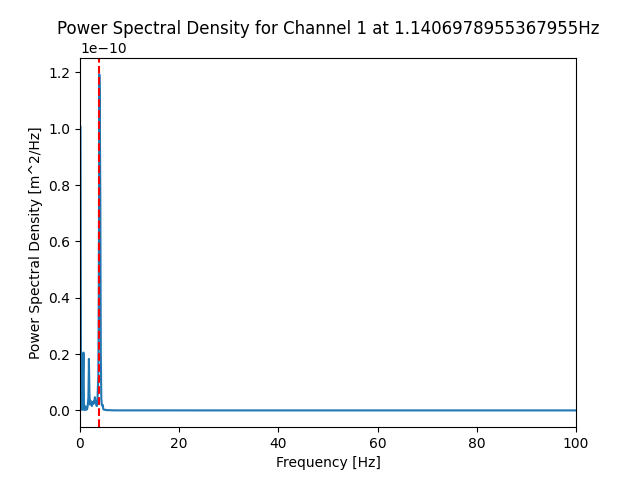 Power Spectral Density for Channel 1 at 1.1406978955367955Hz
1e−10
1.2
1.0
0.8
0.6
0.4
0.2
0.0
Power Spectral Density [m^2/Hz]
0 20 40 60 80 100
Frequency [Hz]